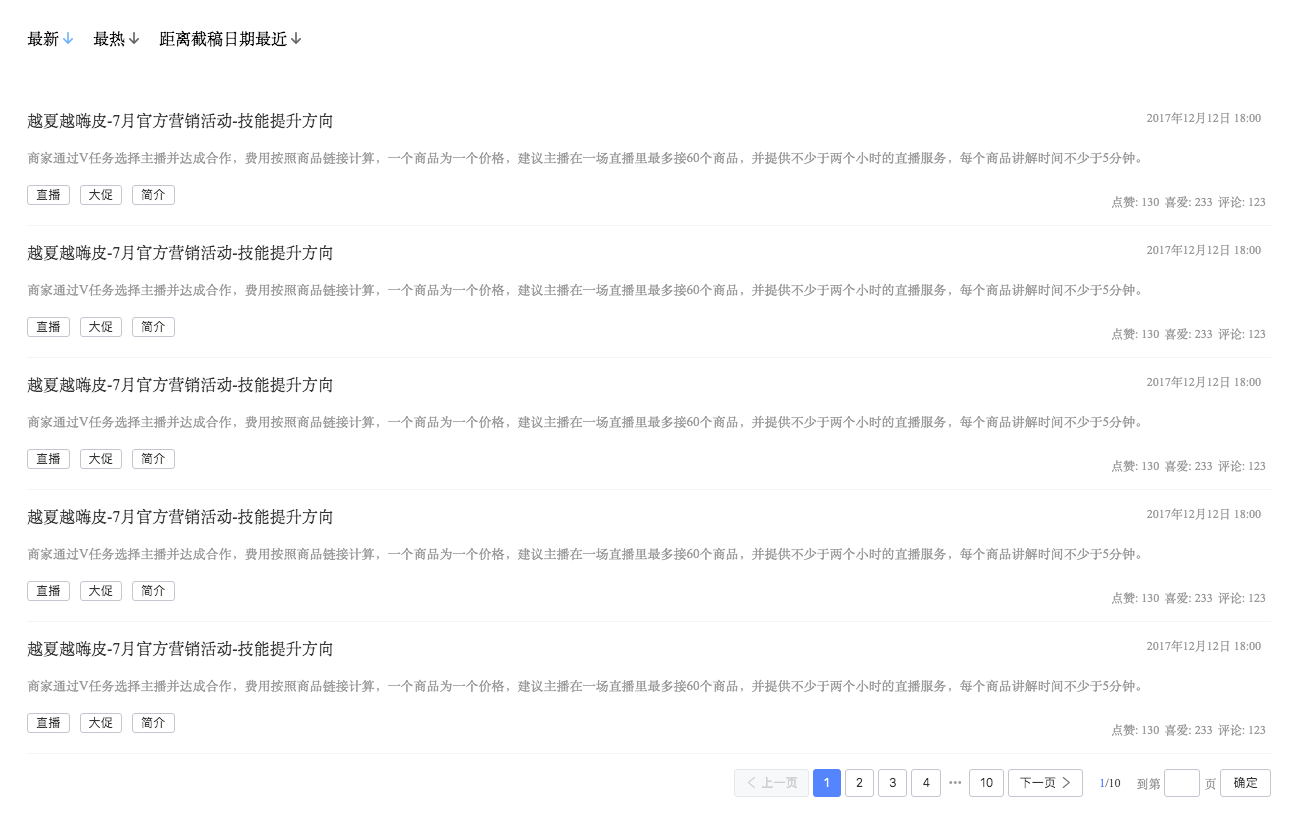 最新 最热 距离截稿日期最近
越夏越嗨皮-7月官方营销活动-技能提升方向 2017年12月12日 18:00
商家通过V任务选择主播并达成合作，费用按照商品链接计算，一个商品为一个价格，建议主播在一场直播里最多接60个商品，并提供不少于两个小时的直播服务，每个商品讲解时间不少于5分钟。
直播 大促 简介 点赞: 130 喜爱: 233 评论: 123
越夏越嗨皮-7月官方营销活动-技能提升方向 2017年12月12日 18:00
商家通过V任务选择主播并达成合作，费用按照商品链接计算，一个商品为一个价格，建议主播在一场直播里最多接60个商品，并提供不少于两个小时的直播服务，每个商品讲解时间不少于5分钟。
直播 大促 简介 点赞: 130 喜爱: 233 评论: 123
越夏越嗨皮-7月官方营销活动-技能提升方向 2017年12月12日 18:00
商家通过V任务选择主播并达成合作，费用按照商品链接计算，一个商品为一个价格，建议主播在一场直播里最多接60个商品，并提供不少于两个小时的直播服务，每个商品讲解时间不少于5分钟。
直播 大促 简介 点赞: 130 喜爱: 233 评论: 123
越夏越嗨皮-7月官方营销活动-技能提升方向 2017年12月12日 18:00
商家通过V任务选择主播并达成合作，费用按照商品链接计算，一个商品为一个价格，建议主播在一场直播里最多接60个商品，并提供不少于两个小时的直播服务，每个商品讲解时间不少于5分钟。
直播 大促 简介 点赞: 130 喜爱: 233 评论: 123
越夏越嗨皮-7月官方营销活动-技能提升方向 2017年12月12日 18:00
商家通过V任务选择主播并达成合作，费用按照商品链接计算，一个商品为一个价格，建议主播在一场直播里最多接60个商品，并提供不少于两个小时的直播服务，每个商品讲解时间不少于5分钟。
直播 大促 简介 点赞: 130 喜爱: 233 评论: 123
上一页 1 2 3 4 ••• 10 下一页 1/10 到第 页 确定